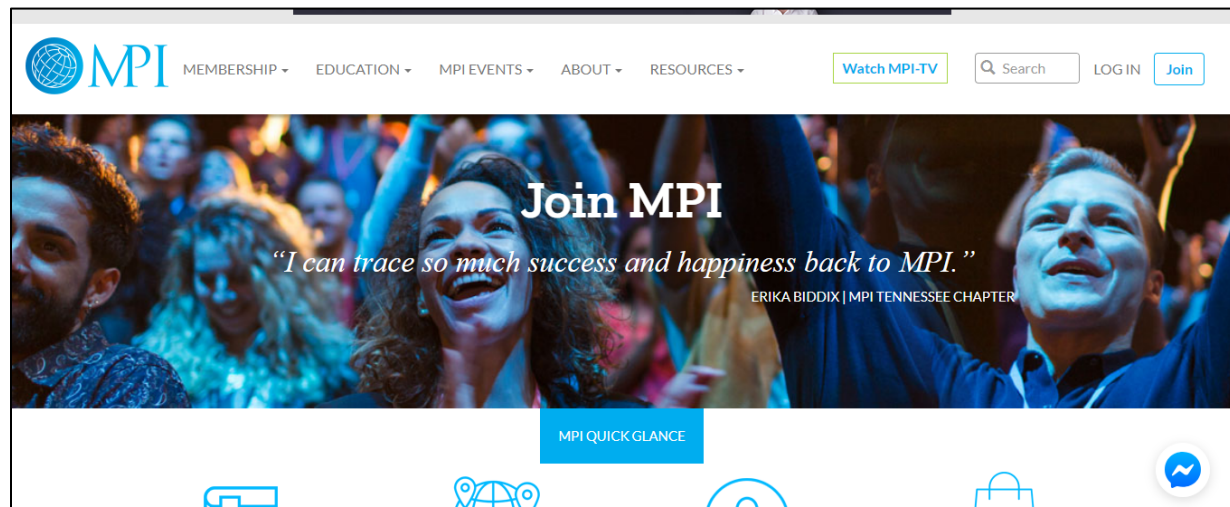 MPI
MEMBERSHIP
EDUCATION
MPI EVENTS
ABOUT
RESOURCES
Watch MPI-TV
Search
LOG IN
Join
Join MPI
“I can trace so much success and happiness back to MPI.”
ERIKA BIDDIX | MPI TENNESSEE CHAPTER
MPI QUICK GLANCE